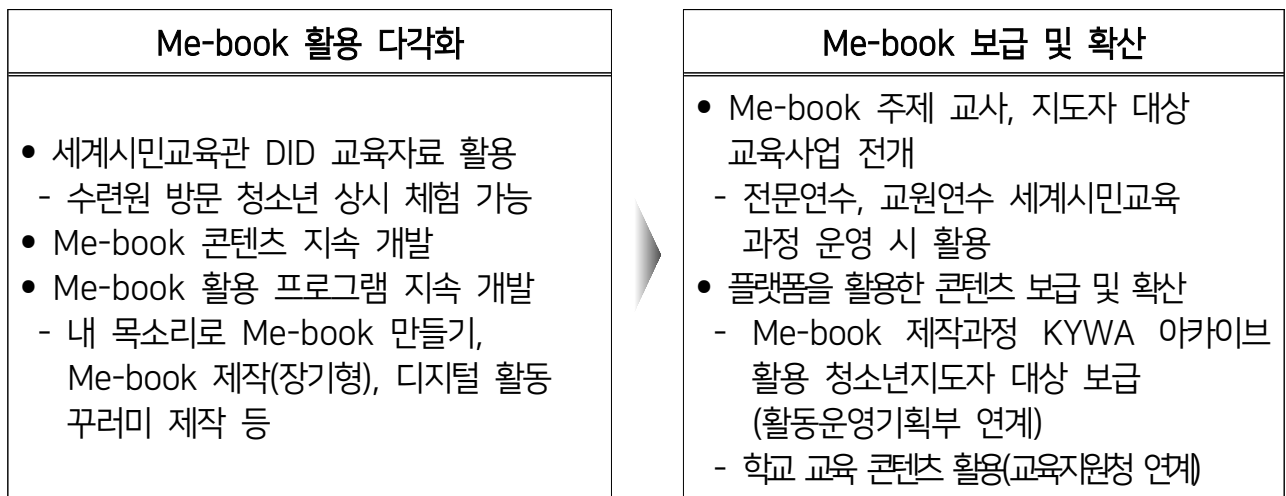 Me-book 활용 다각화
• 세계시민교육관 DID 교육자료 활용
- 수련원 방문 청소년 상시 체험 가능
• Me-book 콘텐츠 지속 개발
• Me-book 활용 프로그램 지속 개발
- 내 목소리로 Me-book 만들기,
Me-book 제작(장기형), 디지털 활동
꾸러미 제작 등
Me-book 보급 및 확산
• Me-book 주제 교사, 지도자 대상
교육사업 전개
- 전문연수, 교원연수 세계시민교육
과정 운영 시 활용
• 플랫폼을 활용한 콘텐츠 보급 및 확산
- Me-book 제작과정 KYWA 아카이브
활용 청소년지도자 대상 보급
(활동운영기획부 연계)
- 학교 교육 콘텐츠 활용(교육지원청 연계)